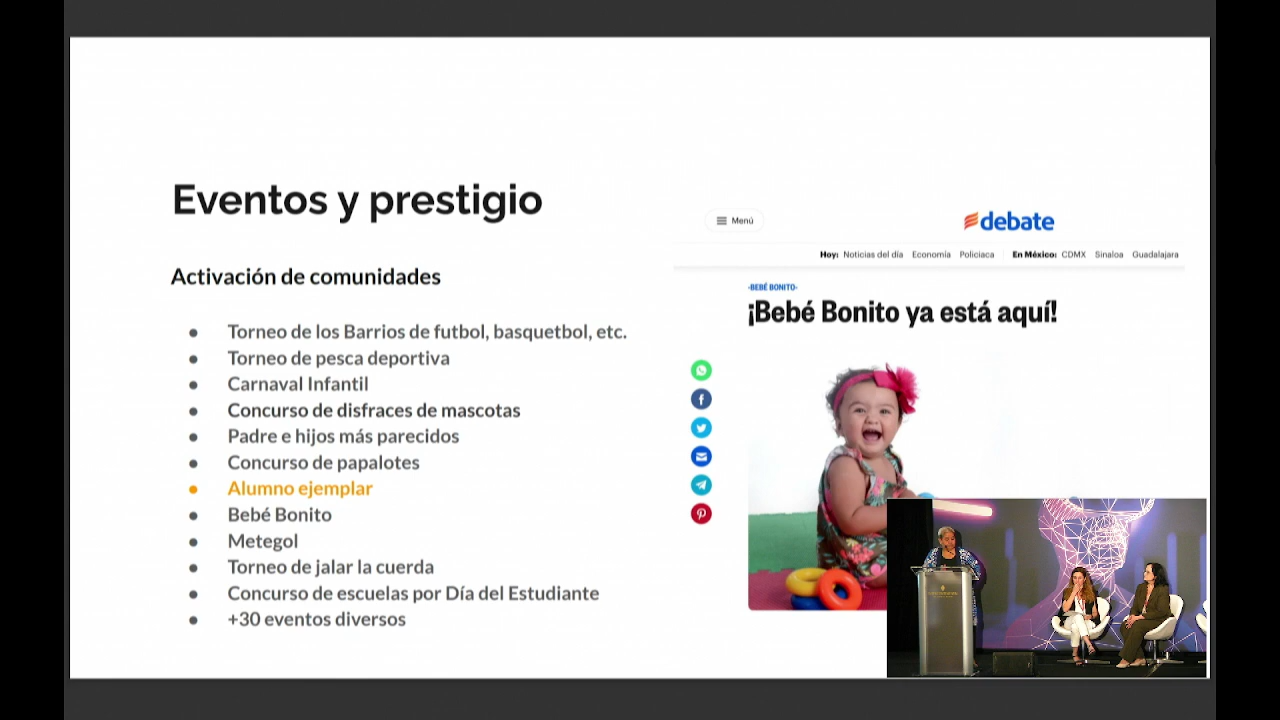 Eventos y prestigio
Activación de comunidades
● Torneo de los Barrios de futbol, basquetbol, etc.
● Torneo de pesca deportiva
● Carnaval Infantil
● Concurso de disfraces de mascotas
● Padre e hijos más parecidos
● Concurso de papalotes
● Alumno ejemplar
● Bebé Bonito
● Metegol
● Torneo de jalar la cuerda
● Concurso de escuelas por Día del Estudiante
● +30 eventos diversos
Menú
debate
Hoy: Noticias del día Economía Policiaca En México: CDMX Sinaloa Guadalajara
-BEBÉ BONITO-
¡Bebé Bonito ya está aquí!